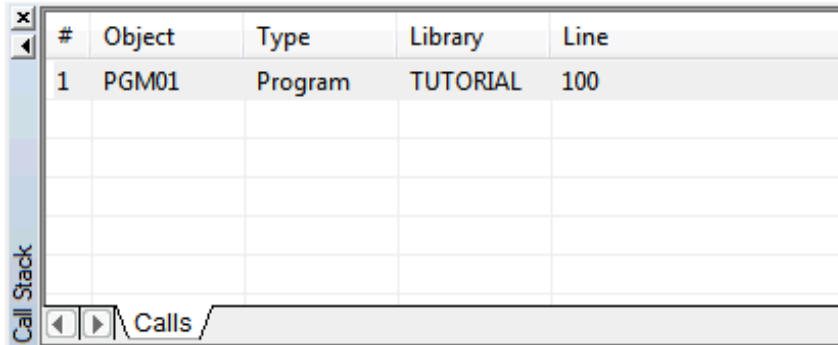 # Object Type Library Line
1 PGM01 Program TUTORIAL 100
Calls
Call Stack